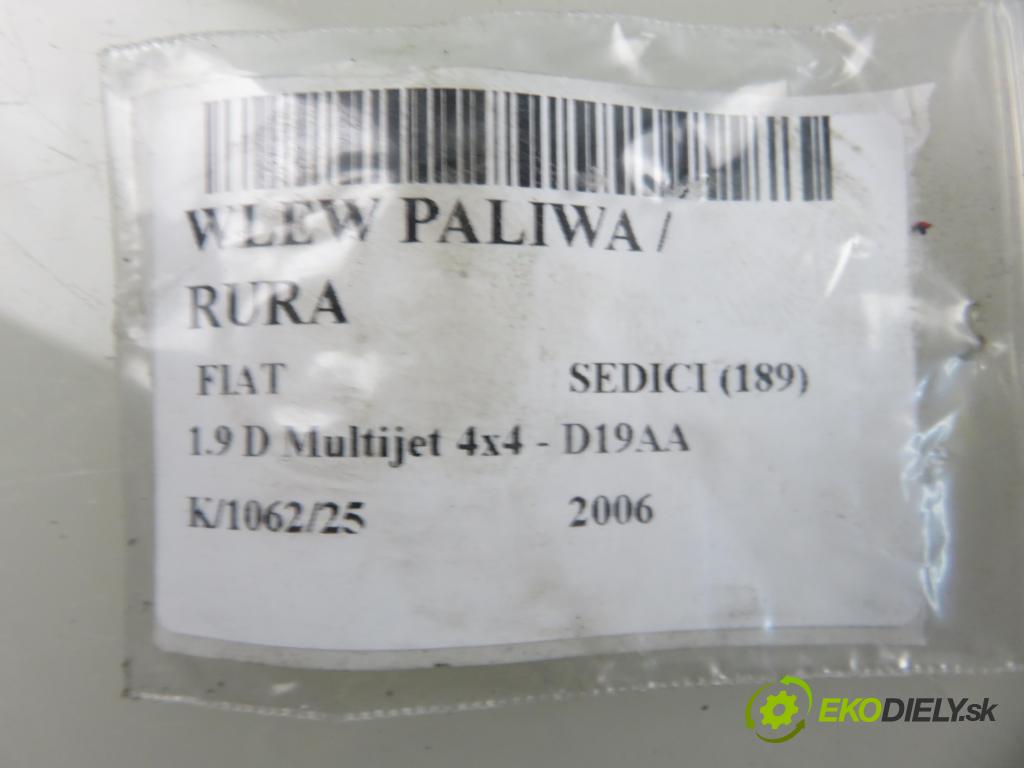 WLEW PALIWA /
RURA
FIAT SEDICI (189)
1.9 D Multijet 4x4 - D19AA
K/1062/25 2006
EKODIELY.sk